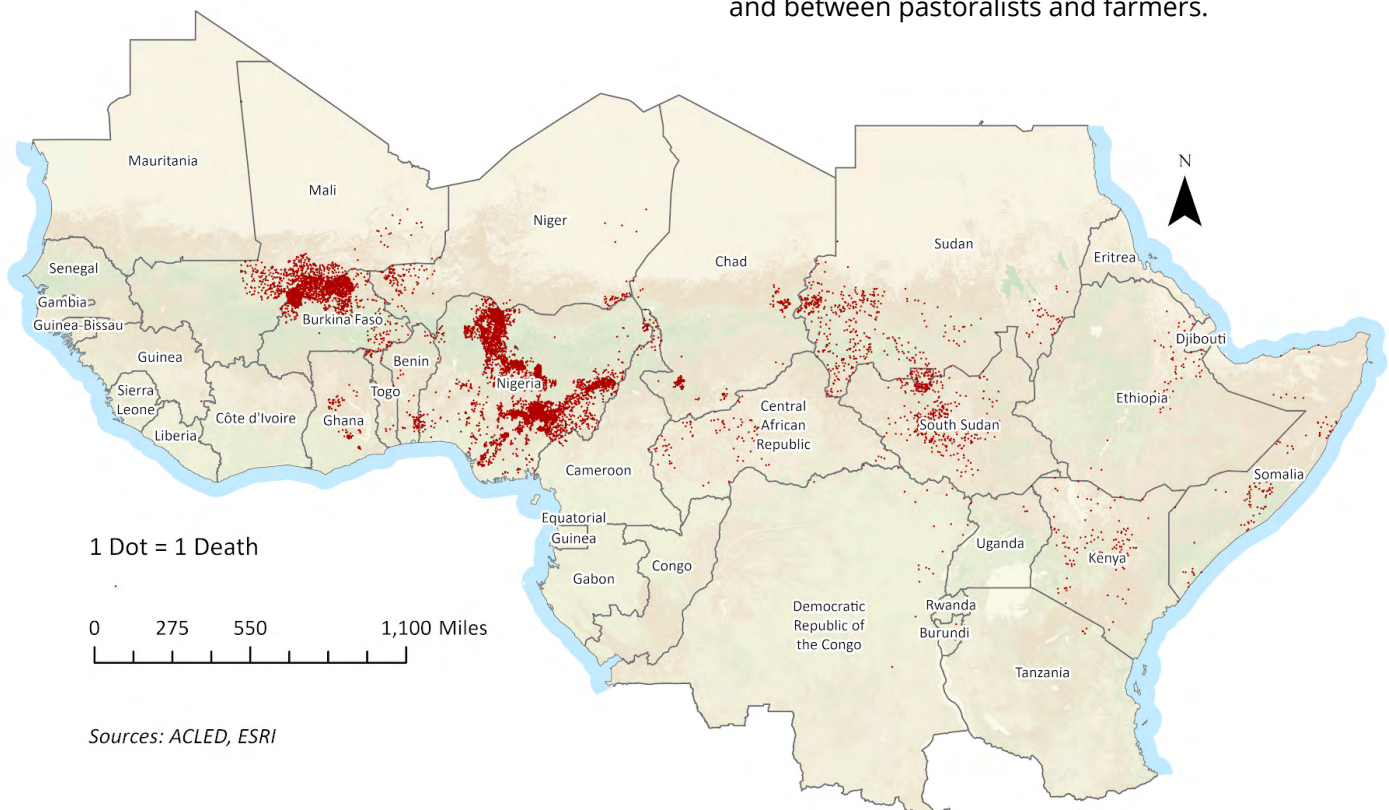 and between pastoralists and farmers.
N
Mauritania
Mali
Niger
Chad
Sudan
Eritrea
Senegal
Gambia
Guinea-Bissau
Burkina Faso
Djibouti
Guinea
Benin
Nigeria
Togo
Ethiopia
Sierra
Leone
Côte d'Ivoire
Ghana
Central
African
Republic
South Sudan
Liberia
Cameroon
Somalia
Equatorial
Guinea
Uganda
Kenya
1 Dot = 1 Death
Gabon
Congo
Rwanda
Democratic
Republic of
the Congo
Burundi
0 275 550 1,100 Miles
Tanzania
Sources: ACLED, ESRI